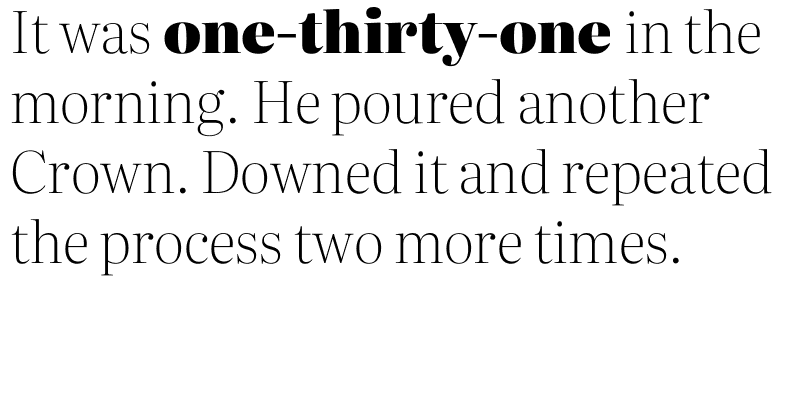 It was one-thirty-one in the
morning. He poured another
Crown. Downed it and repeated
the process two more times.